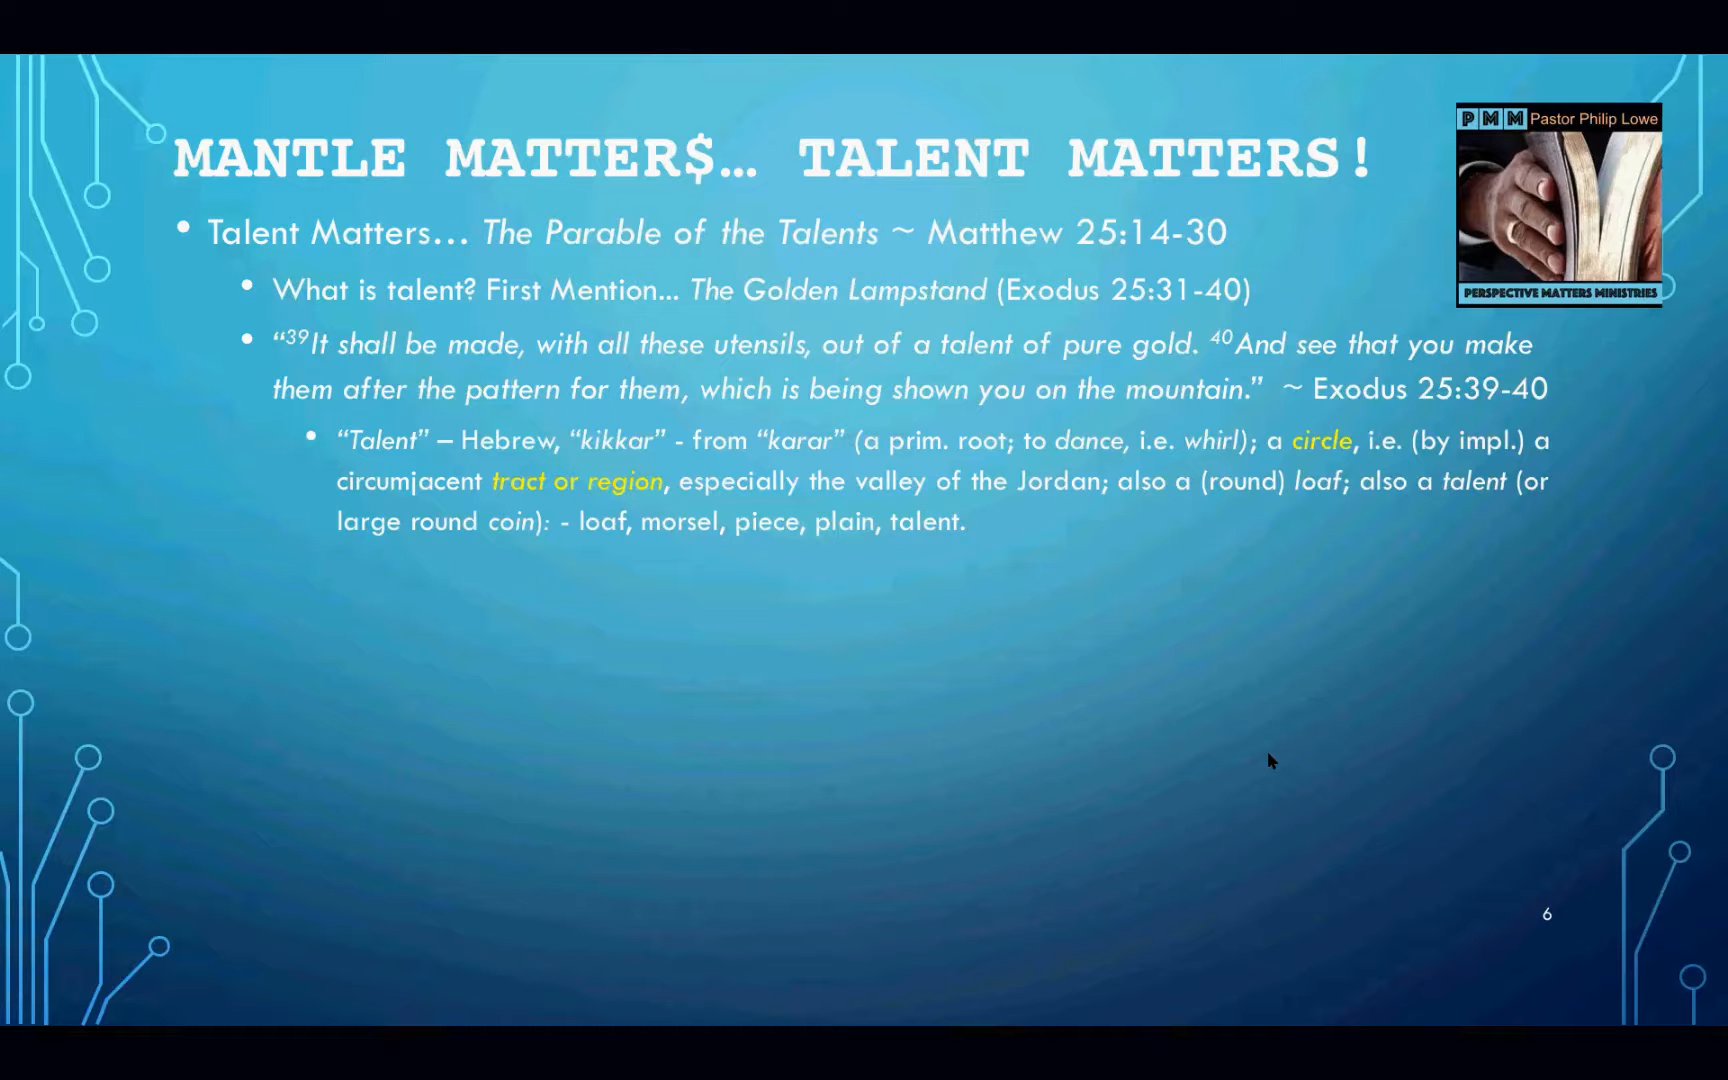 PMM Pastor Philip Lowe
MANTLE MATTER$... TALENT MATTERS!
• Talent Matters… The Parable of the Talents ~ Matthew 25:14-30
• What is talent? First Mention... The Golden Lampstand (Exodus 25:31-40)
PERSPECTIVE MATTERS MINISTRIES
• “39It shall be made, with all these utensils, out of a talent of pure gold. 40And see that you make
them after the pattern for them, which is being shown you on the mountain.” ~ Exodus 25:39-40
• “Talent” – Hebrew, “kikkar” - from “karar” (a prim. root; to dance, i.e. whirl); a circle, i.e. (by impl.) a
circumjacent tract or region, especially the valley of the Jordan; also a (round) loaf; also a talent (or
large round coin): - loaf, morsel, piece, plain, talent.
6